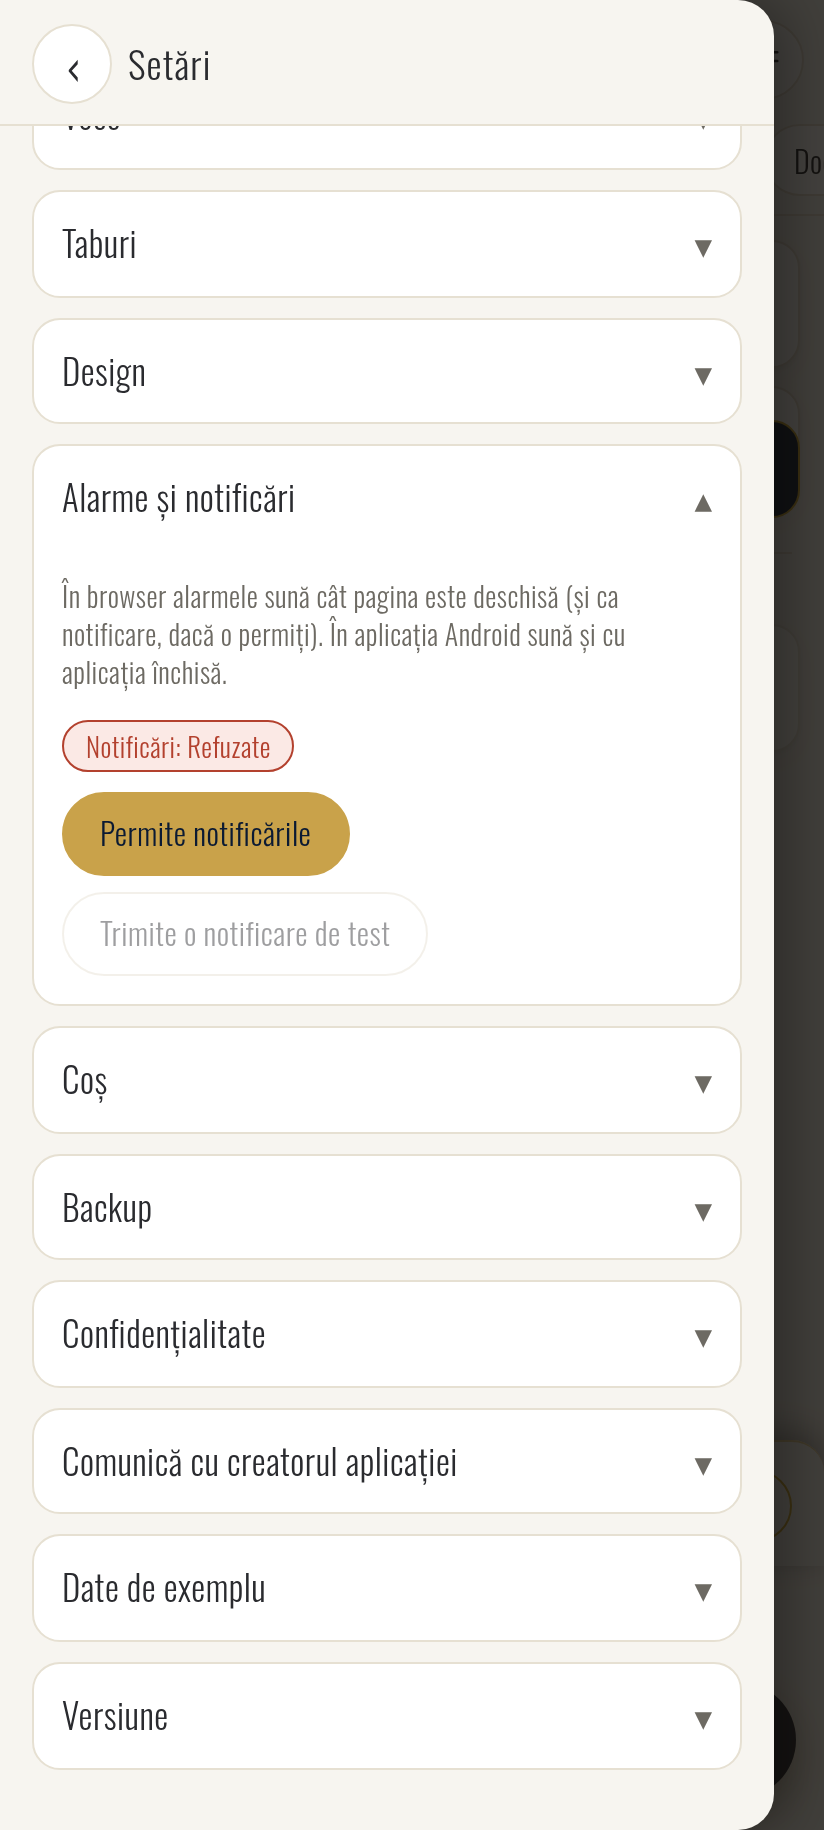 Setări
Taburi
Design
Alarme și notificări
În browser alarmele sună cât pagina este deschisă (și ca
notificare, dacă o permiți). În aplicația Android sună și cu
aplicația închisă.
Notificări: Refuzate
Permite notificările
Trimite o notificare de test
Coș
Backup
Confidențialitate
Comunică cu creatorul aplicației
Date de exemplu
Versiune